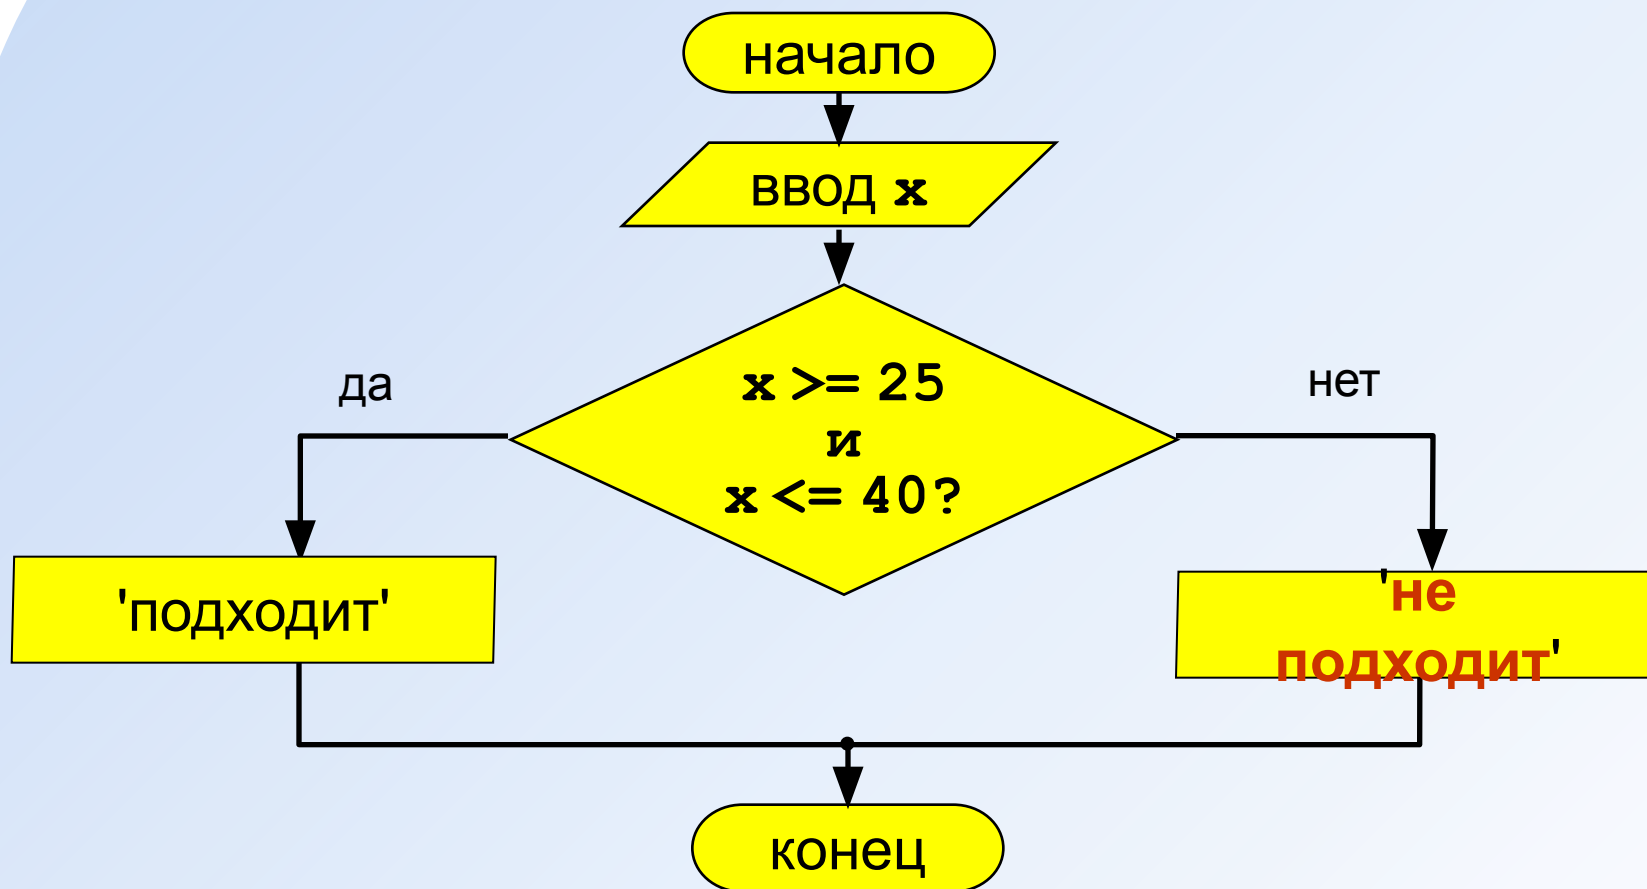 начало
ввод x
x >= 25
и
x <= 40?
да
нет
'подходит'
'не
подходит'
конец